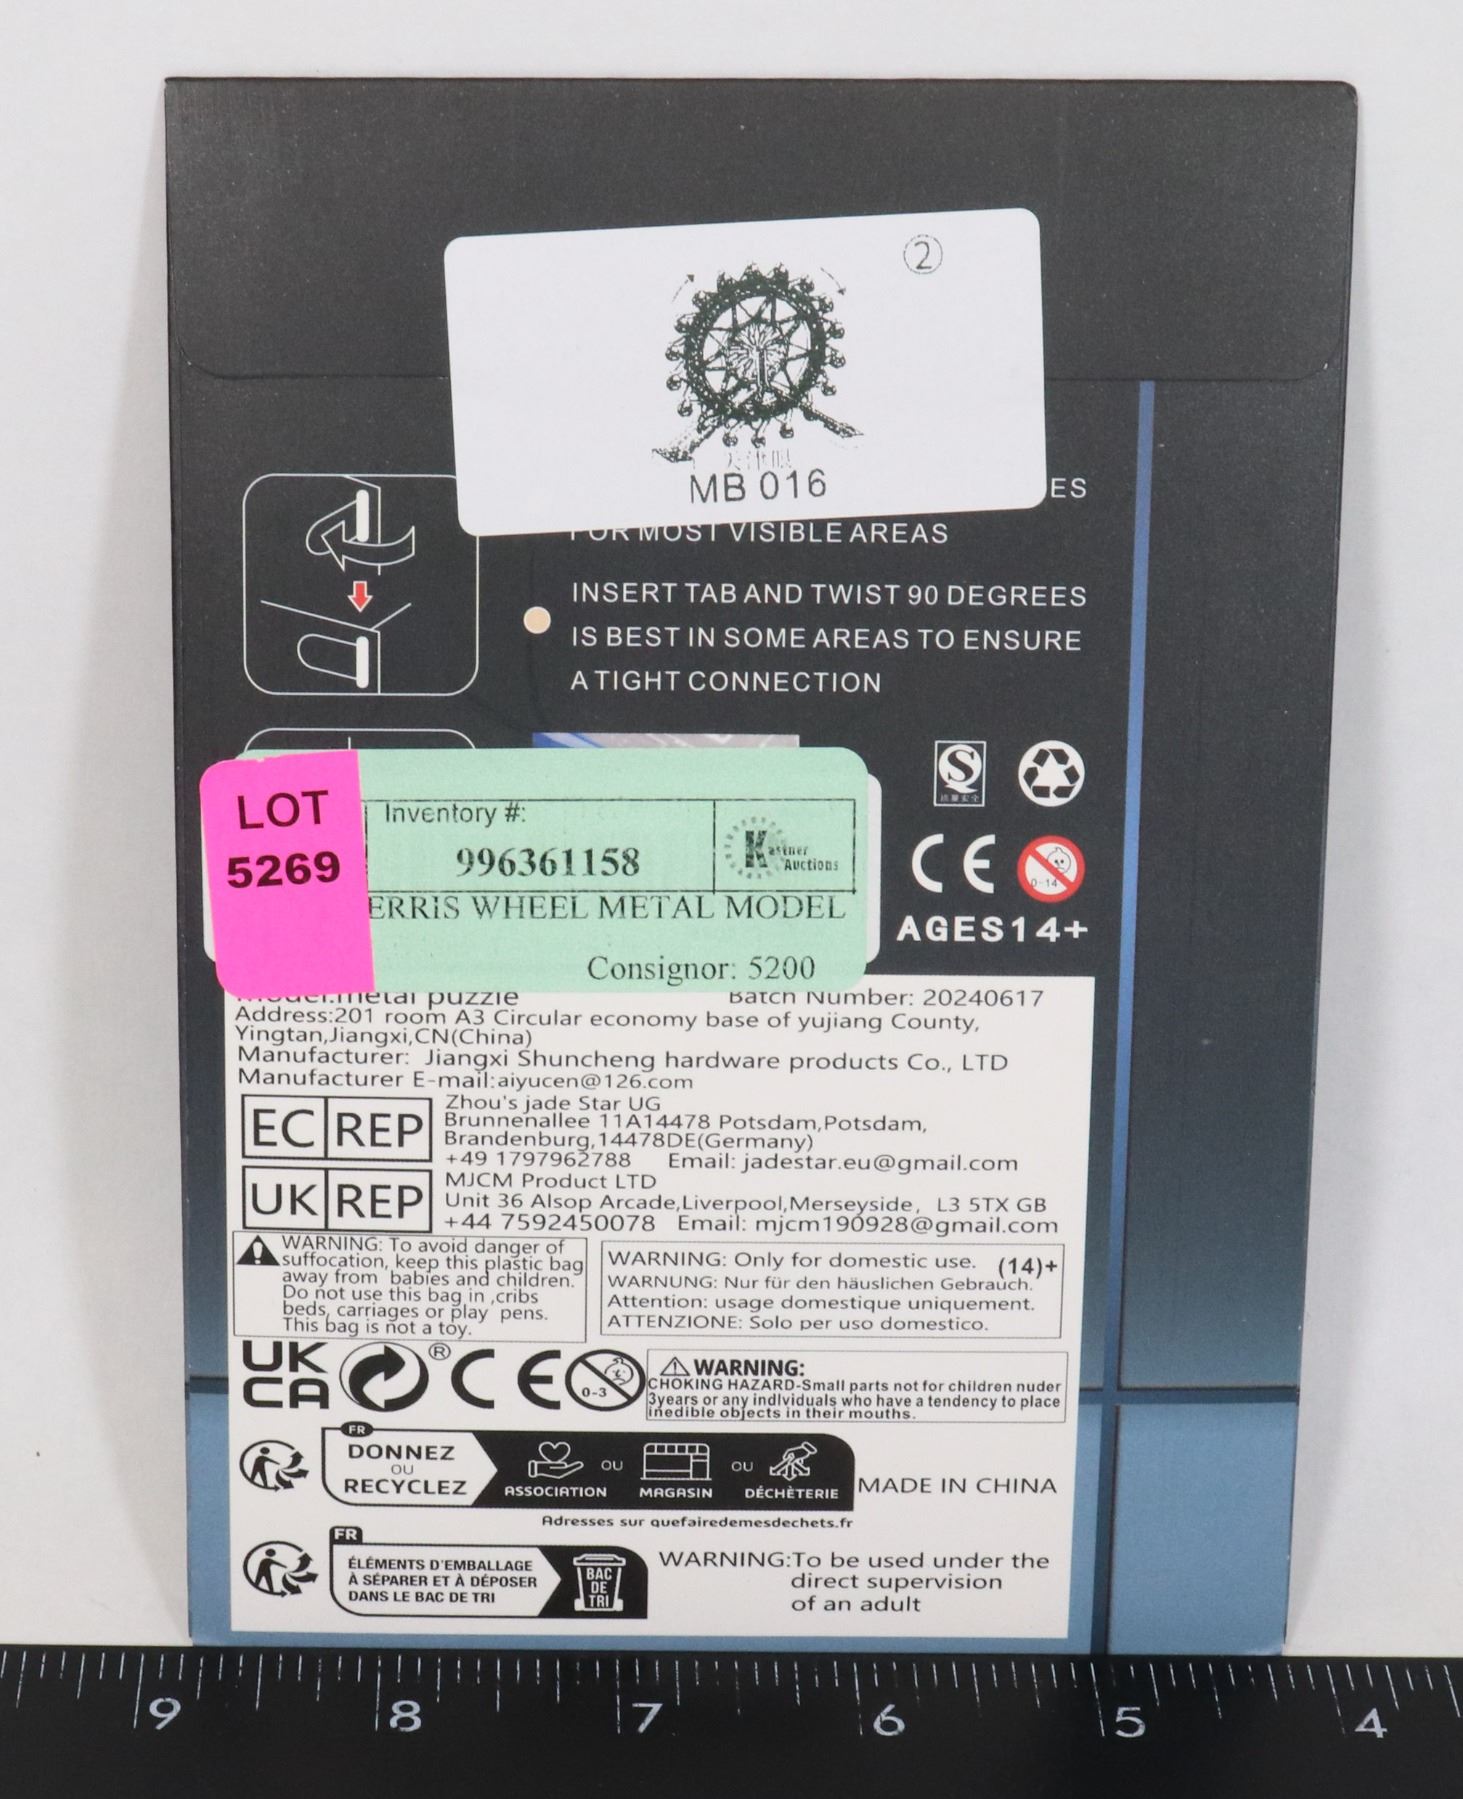 ②
MB 016
ES
FOR MOST VISIBLE AREAS
INSERT TAB AND TWIST 90 DEGREES
IS BEST IN SOME AREAS TO ENSURE
A TIGHT CONNECTION
LOT
5269
Inventory #:
996361158
Kastner
Auctions
ERRIS WHEEL METAL MODEL
Consignor: 5200
CE
0-14
AGES14+
Model:metal puzzle Batch Number: 20240617
Address:201 room A3 Circular economy base of yujiang County,
Yingtan,Jiangxi,CN(China)
Manufacturer: Jiangxi Shuncheng hardware products Co., LTD
Manufacturer E-mail:aiyucen@126.com
EC REP
Zhou's jade Star UG
Brunnenallee 11A14478 Potsdam,Potsdam,
Brandenburg,14478DE(Germany)
+49 1797962788 Email: jadestar.eu@gmail.com
UK REP
MJCM Product LTD
Unit 36 Alsop Arcade,Liverpool,Merseyside, L3 5TX GB
+44 7592450078 Email: mjcm190928@gmail.com
WARNING: To avoid danger of
suffocation, keep this plastic bag
away from babies and children.
Do not use this bag in ,cribs
beds, carriages or play pens.
This bag is not a toy.
WARNING: Only for domestic use. (14)+
WARNUNG: Nur für den häuslichen Gebrauch.
Attention: usage domestique uniquement.
ATTENZIONE: Solo per uso domestico.
UK
CA
®
CE
0-3
WARNING:
CHOKING HAZARD-Small parts not for children nuder
3years or any individuals who have a tendency to place
inedible objects in their mouths.
FR
DONNEZ
OU
RECYCLEZ
ASSOCIATION OU MAGASIN OU DÉCHÈTERIE
MADE IN CHINA
Adresses sur quefairedemesdechets.fr
FR
ÉLÉMENTS D'EMBALLAGE
À SÉPARER ET À DÉPOSER
DANS LE BAC DE TRI
BAC
DE
TRI
WARNING:To be used under the
direct supervision
of an adult
9 8 7 6 5 4